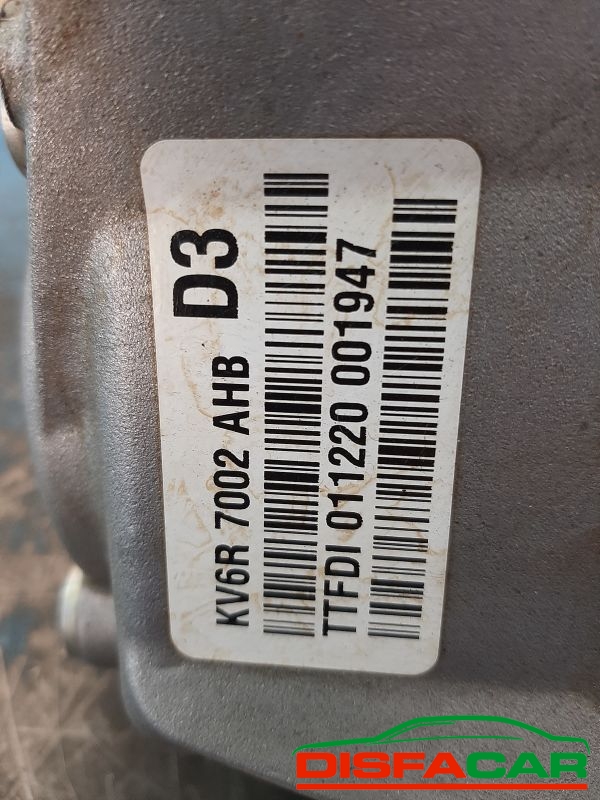 KV6R 7002 AHB D3
TTFDI 011220 001947
DISFACAR